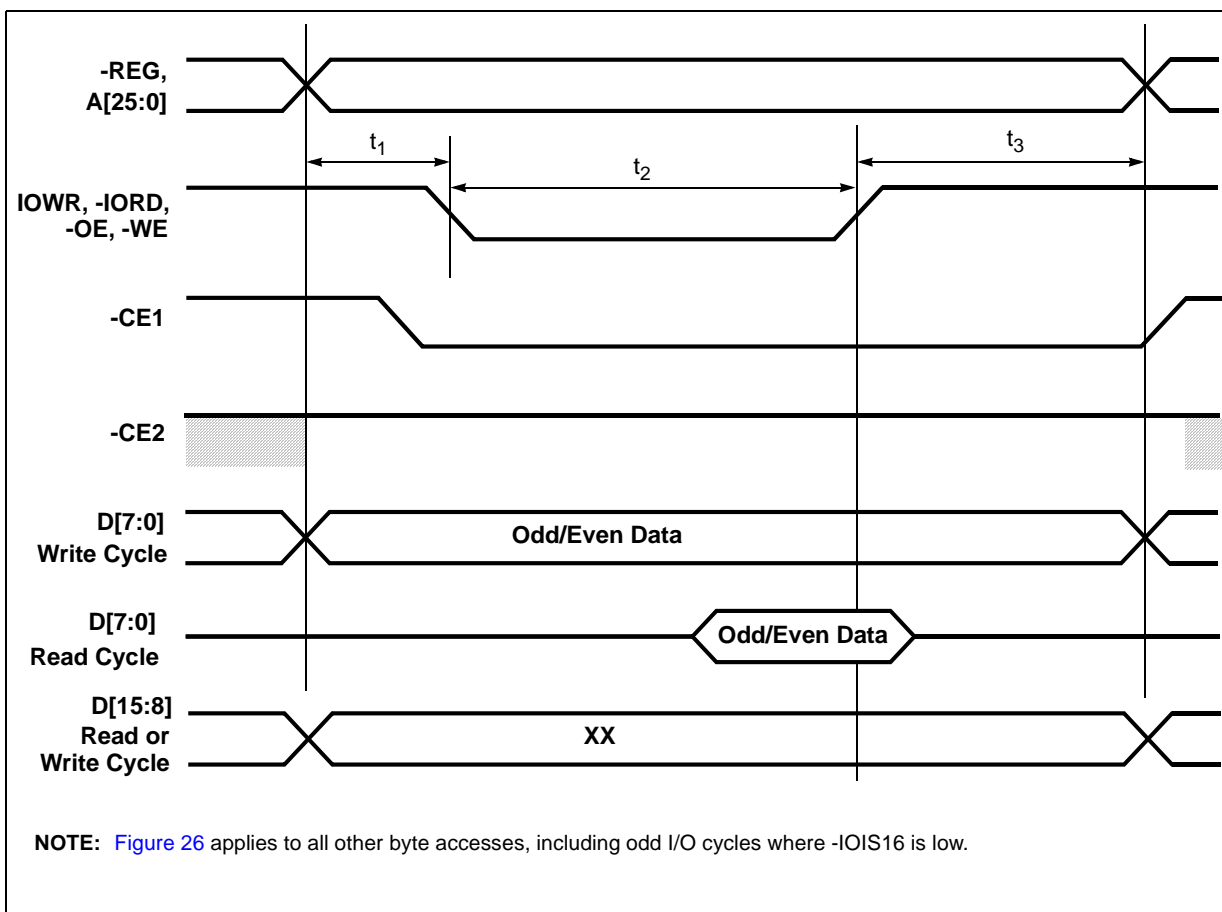 -REG,
A[25:0]
t1
t2
t3
IOWR, -IORD,
-OE, -WE
-CE1
-CE2
D[7:0]
Write Cycle
Odd/Even Data
D[7:0]
Read Cycle
Odd/Even Data
D[15:8]
Read or
Write Cycle
XX
NOTE: Figure 26 applies to all other byte accesses, including odd I/O cycles where -IOIS16 is low.